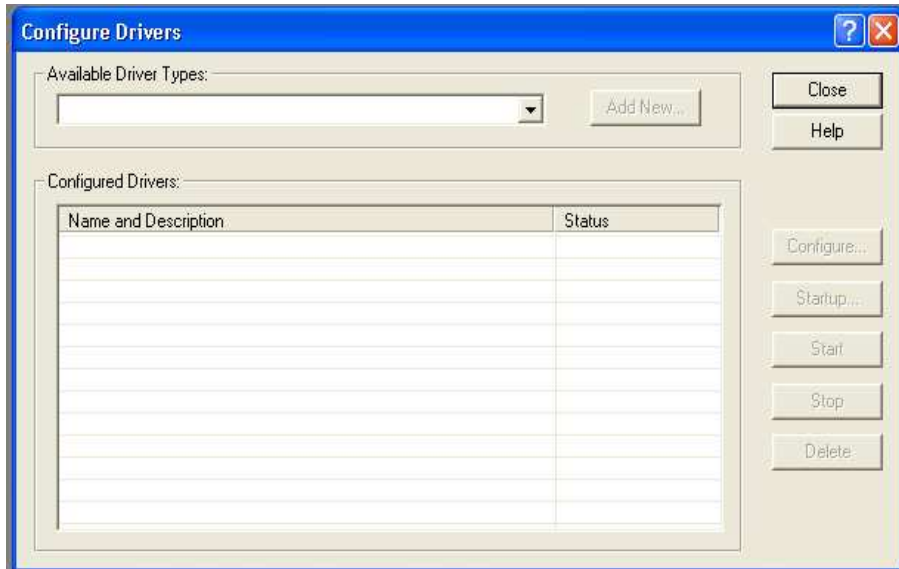 Configure Drivers
Available Driver Types:
Add New...
Close
Help
Configured Drivers:
Name and Description
Status
Configure...
Startup...
Start
Stop
Delete